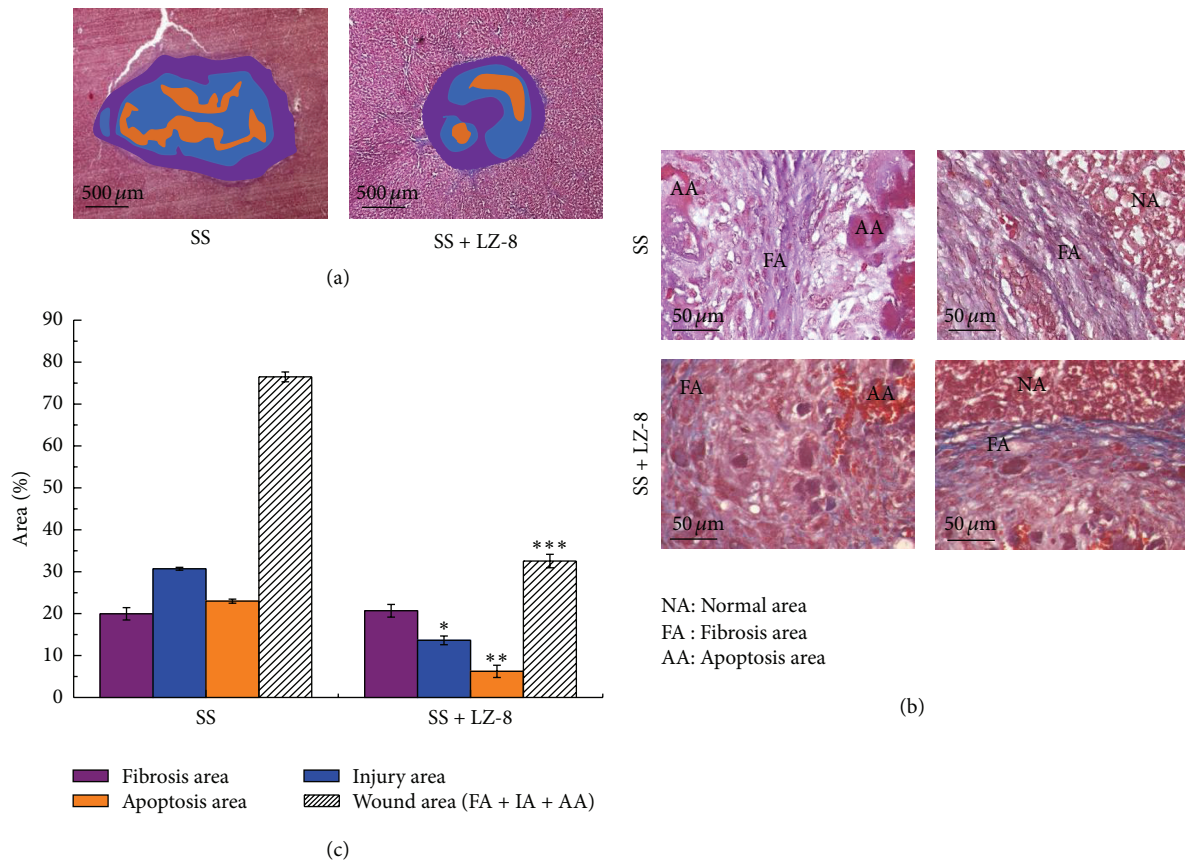 500 μm
500 μm
SS
SS + LZ-8
(a)
SS
AA
AA
FA
50 μm
NA
FA
50 μm
SS + LZ-8
FA
AA
50 μm
NA
FA
50 μm
NA: Normal area
FA : Fibrosis area
AA: Apoptosis area
(b)
Area (%)
90
80
70
60
50
40
30
20
10
0
*
**
***
SS
SS + LZ-8
Fibrosis area
Injury area
Apoptosis area
Wound area (FA + IA + AA)
(c)